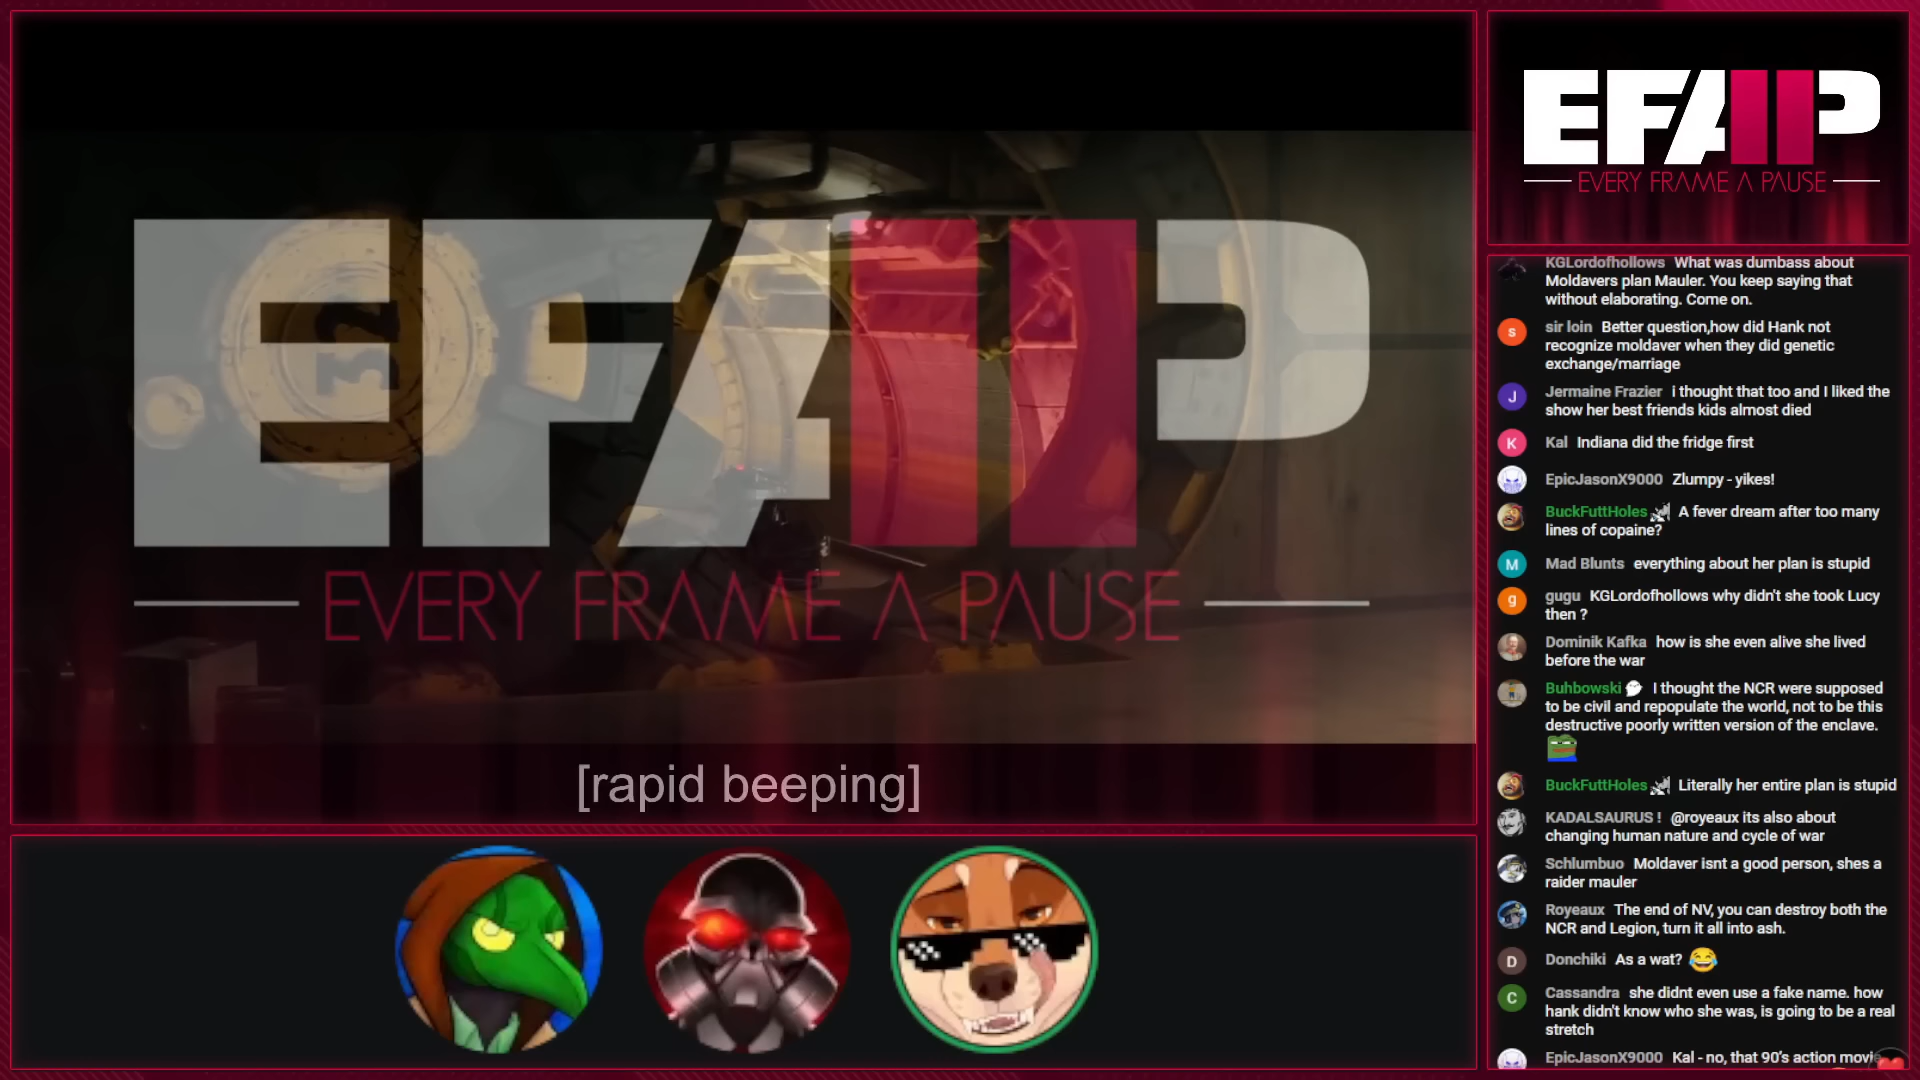 32
EFAP
EVERY FRAME A PAUSE
[rapid beeping]
EFAP
EVERY FRAME A PAUSE
KGLordofhollows What was dumbass about
Moldavers plan Mauler. You keep saying that
without elaborating. Come on.
s
sir loin Better question,how did Hank not
recognize moldaver when they did genetic
exchange/marriage
J
Jermaine Frazier i thought that too and I liked the
show her best friends kids almost died
K
Kal Indiana did the fridge first
EpicJasonX9000 Zlumpy - yikes!
BuckFuttHoles A fever dream after too many
lines of copaine?
M
Mad Blunts everything about her plan is stupid
g
gugu KGLordofhollows why didn't she took Lucy
then ?
Dominik Kafka how is she even alive she lived
before the war
Buhbowski I thought the NCR were supposed
to be civil and repopulate the world, not to be this
destructive poorly written version of the enclave.
BuckFuttHoles Literally her entire plan is stupid
KADALSAURUS ! @royeaux its also about
changing human nature and cycle of war
Schlumbuo Moldaver isnt a good person, shes a
raider mauler
Royeaux The end of NV, you can destroy both the
NCR and Legion, turn it all into ash.
D
Donchiki As a wat? 😂
C
Cassandra she didnt even use a fake name. how
hank didn't know who she was, is going to be a real
stretch
EpicJasonX9000 Kal - no, that 90's action movie